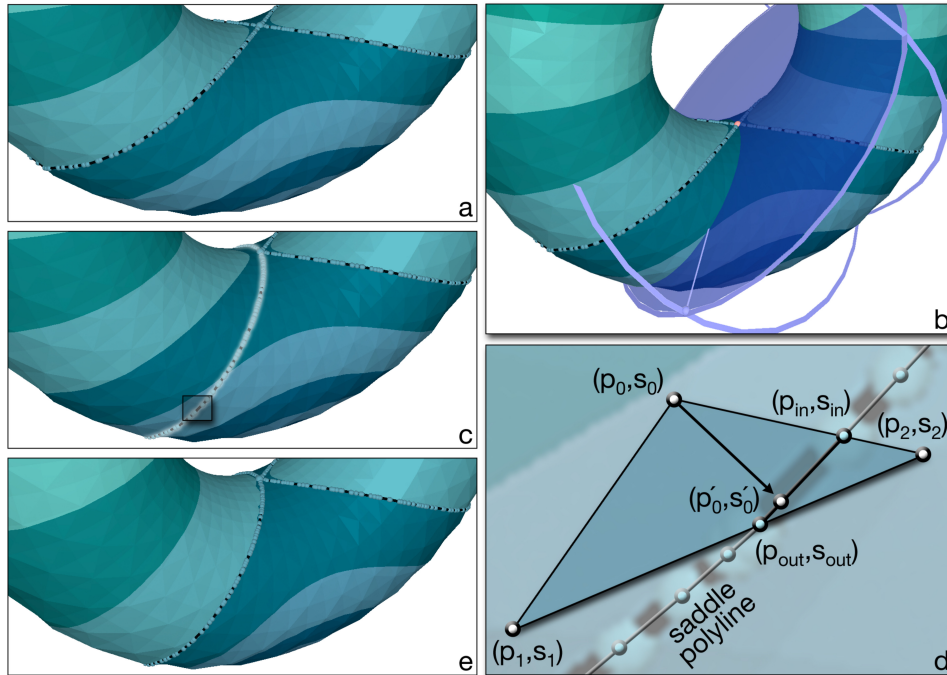 a
b
c
(p0,s0)
(pin,sin)
(p2,s2)
(p´0,s´0)
(pout,sout)
saddle
polyline
(p1,s1)
d
e